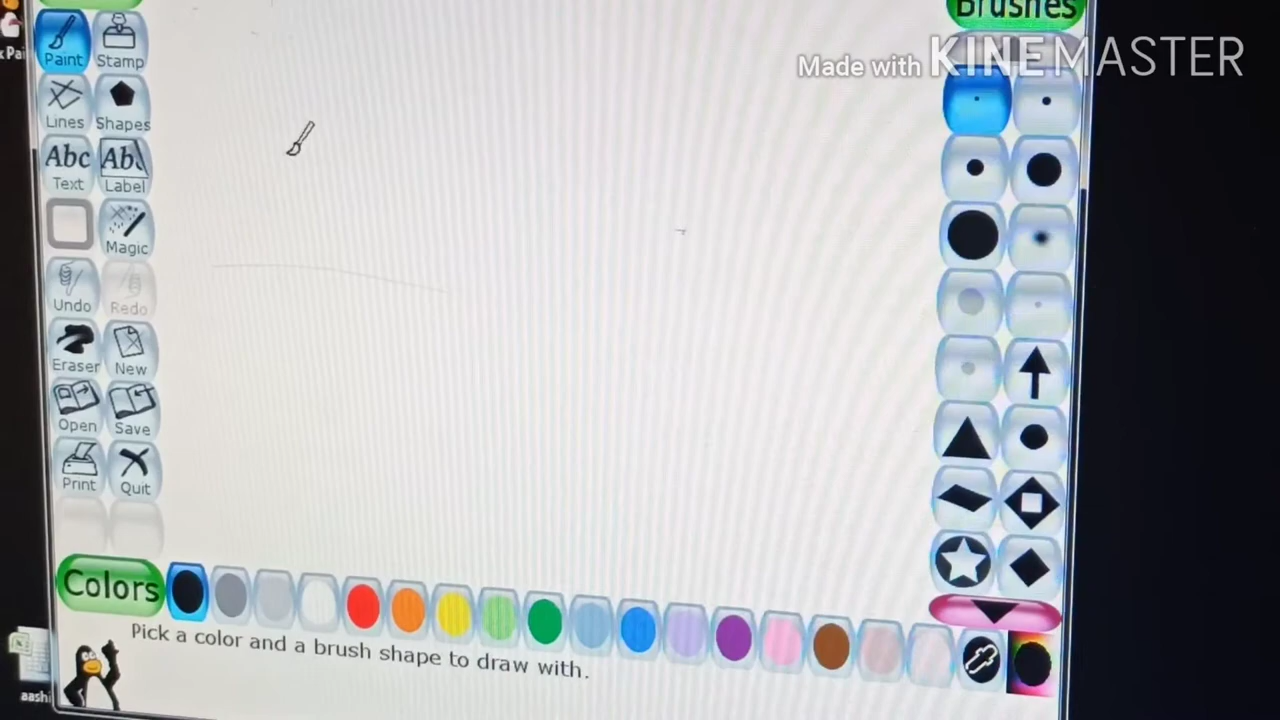 Brushes
Made with KINEMASTER
Paint Stamp
Lines Shapes
Abc
Text Label
Magic
Undo Redo
Eraser New
Open Save
Print Quit
Colors
Pick a color and a brush shape to draw with.